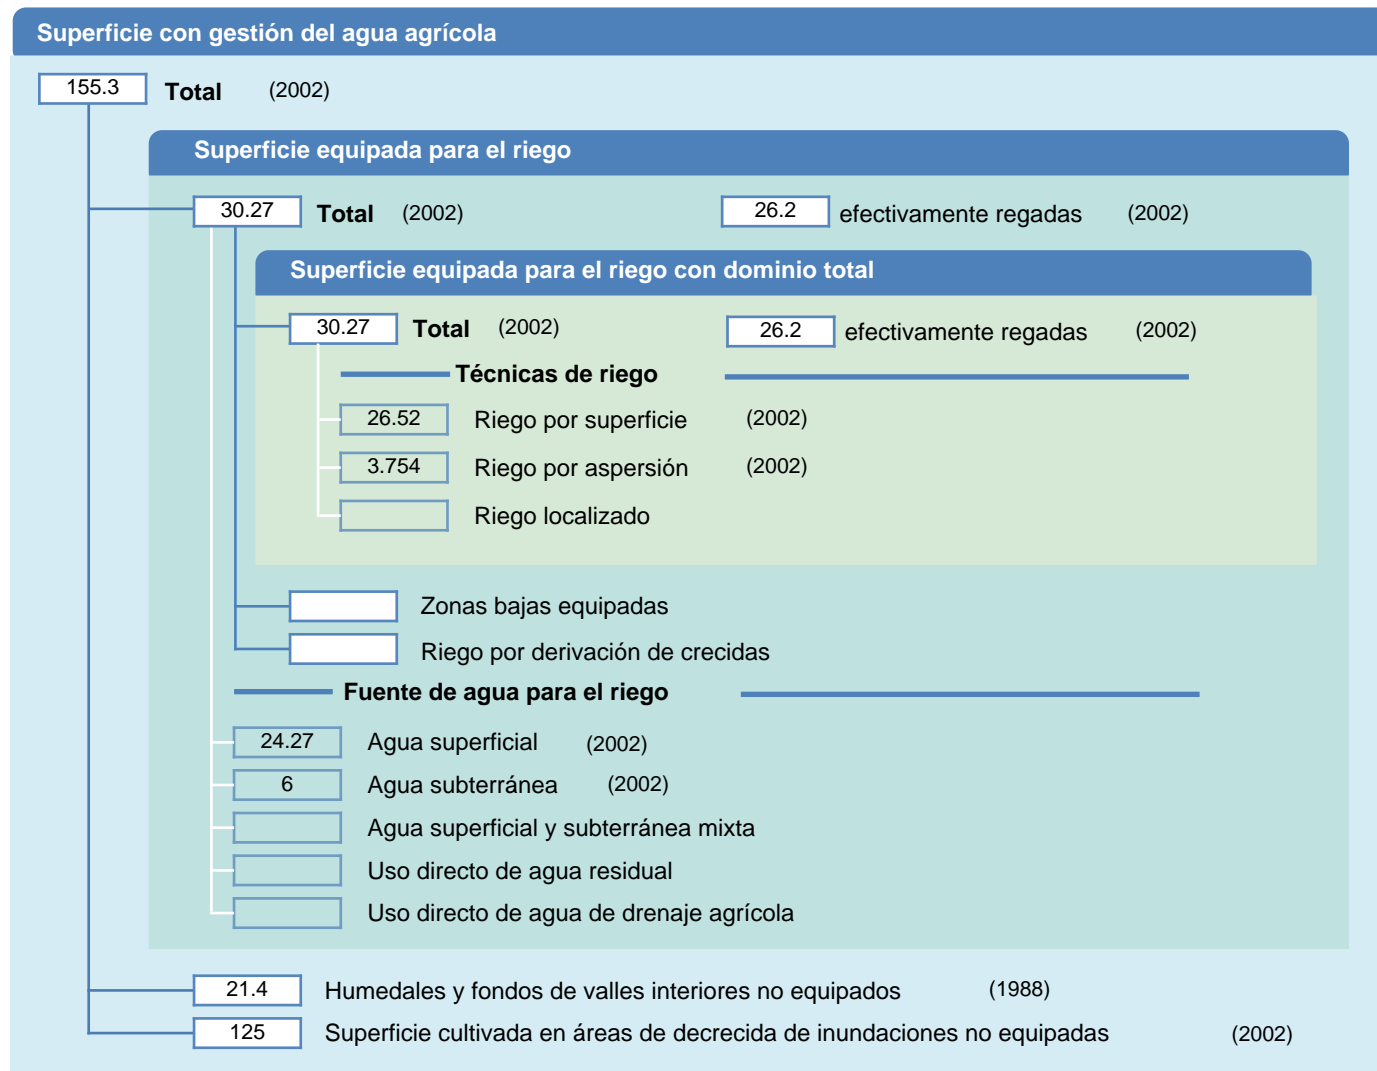 Superficie con gestión del agua agrícola
155.3 Total (2002)
Superficie equipada para el riego
30.27 Total (2002) 26.2 efectivamente regadas (2002)
Superficie equipada para el riego con dominio total
30.27 Total (2002) 26.2 efectivamente regadas (2002)
Técnicas de riego
26.52 Riego por superficie (2002)
3.754 Riego por aspersión (2002)
Riego localizado
Zonas bajas equipadas
Riego por derivación de crecidas
Fuente de agua para el riego
24.27 Agua superficial (2002)
6 Agua subterránea (2002)
Agua superficial y subterránea mixta
Uso directo de agua residual
Uso directo de agua de drenaje agrícola
21.4 Humedales y fondos de valles interiores no equipados (1988)
125 Superficie cultivada en áreas de decrecida de inundaciones no equipadas (2002)